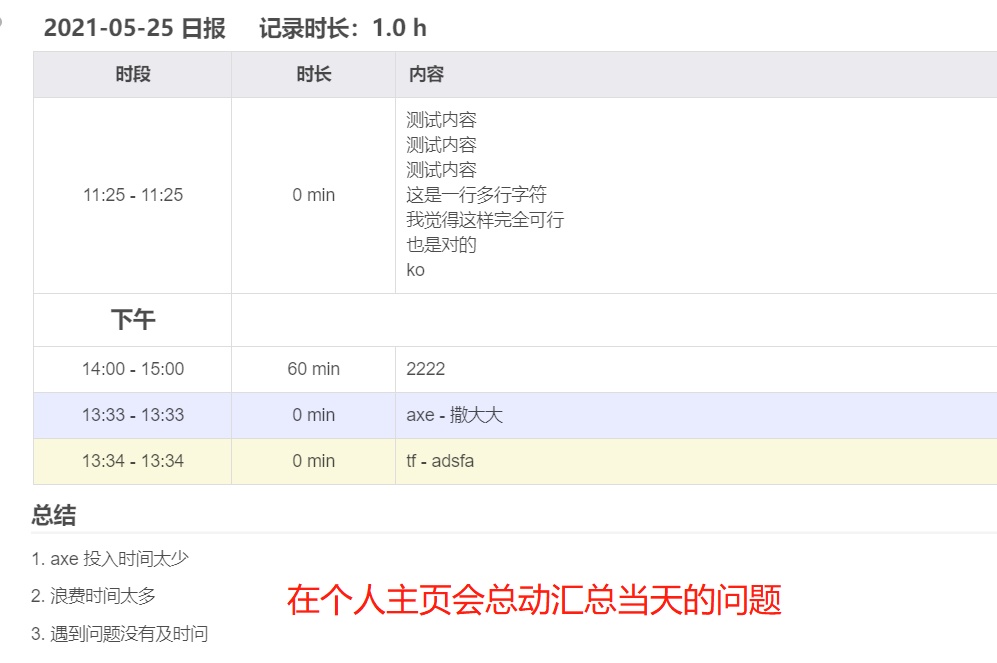 2021-05-25 日报 记录时长：1.0 h
时段 时长 内容
测试内容
测试内容
测试内容
这是一行多行字符
11:25 - 11:25 0 min
我觉得这样完全可行
也是对的
ko
下午
14:00 - 15:00 60 min 2222
13:33 - 13:33 0 min axe - 撒大大
13:34 - 13:34 0 min tf - adsfa
总结
1. axe 投入时间太少
2. 浪费时间太多
在个人主页会总动汇总当天的问题
3. 遇到问题没有及时问